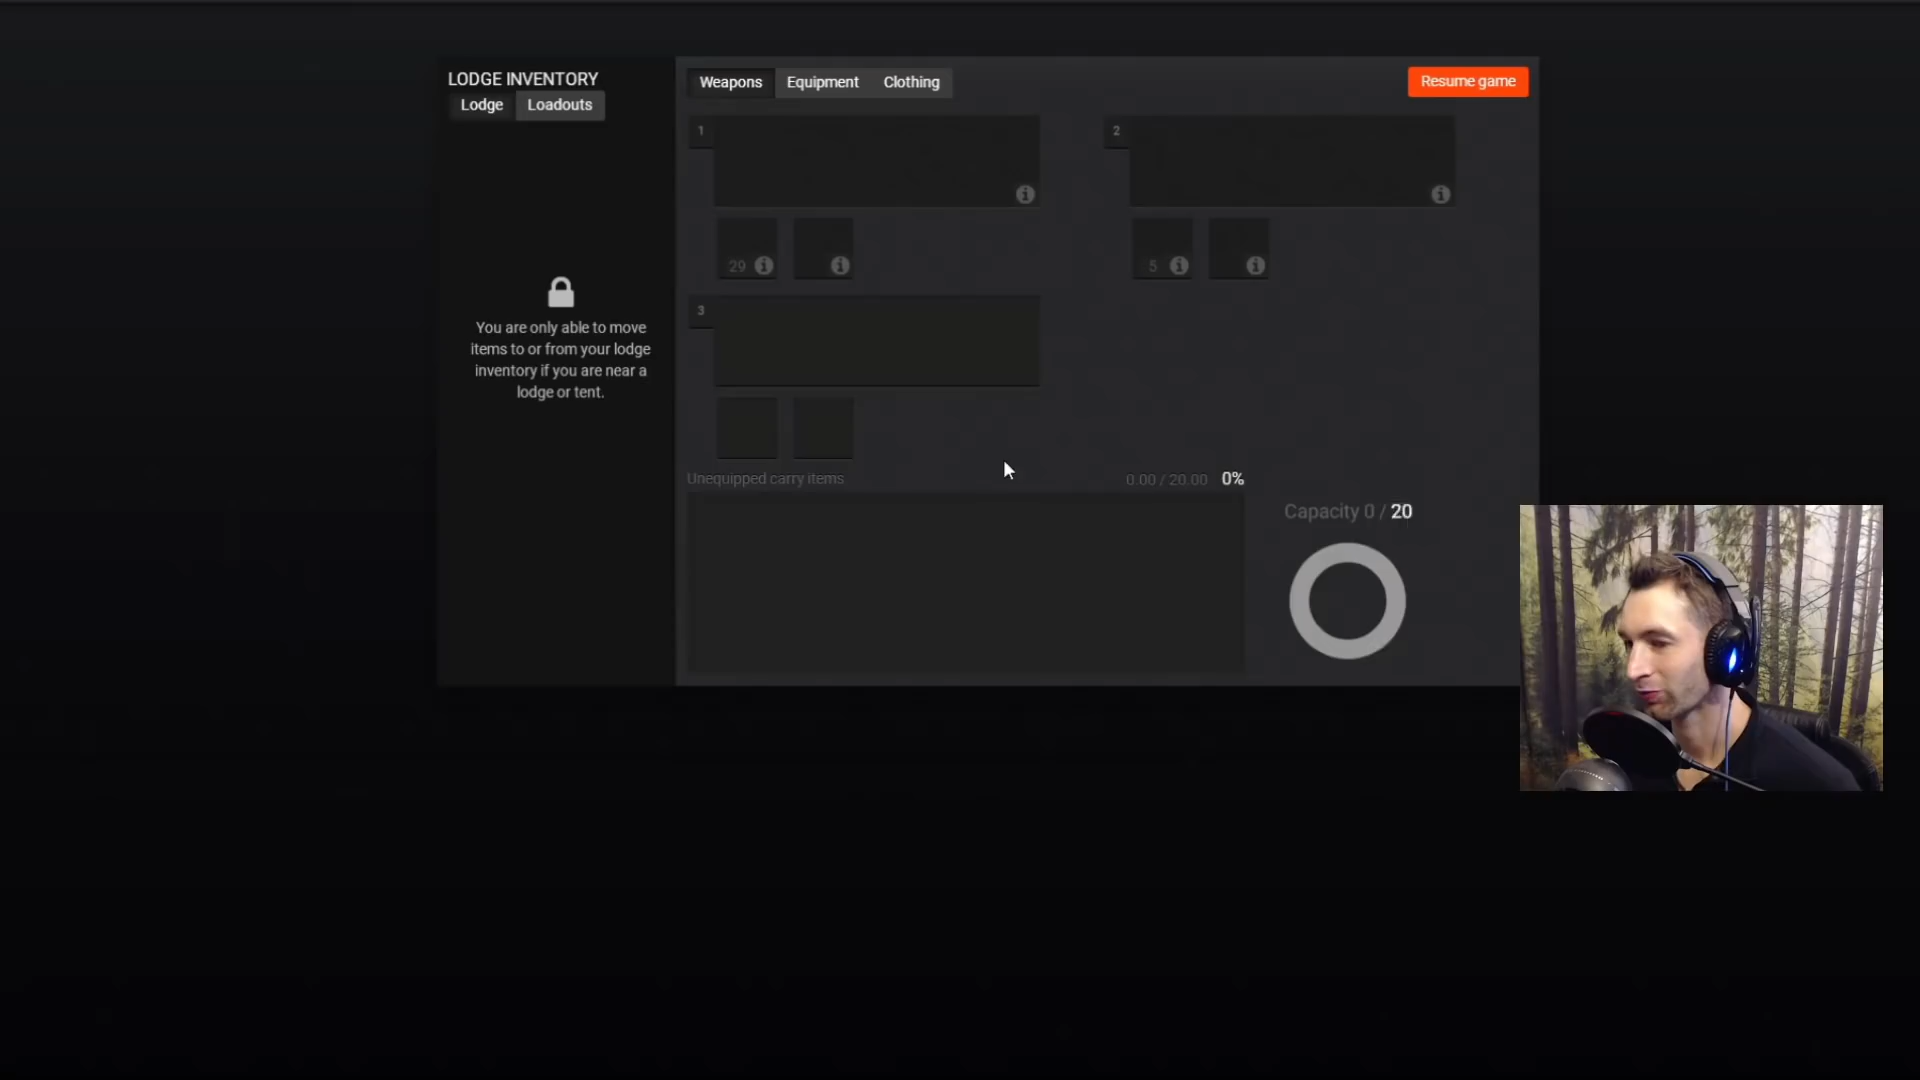 LODGE INVENTORY
Lodge Loadouts
You are only able to move
items to or from your lodge
inventory if you are near a
lodge or tent.
Weapons Equipment Clothing
Resume game
1
29
2
5
3
Unequipped carry items
0.00 / 20.00 0%
Capacity 0 / 20